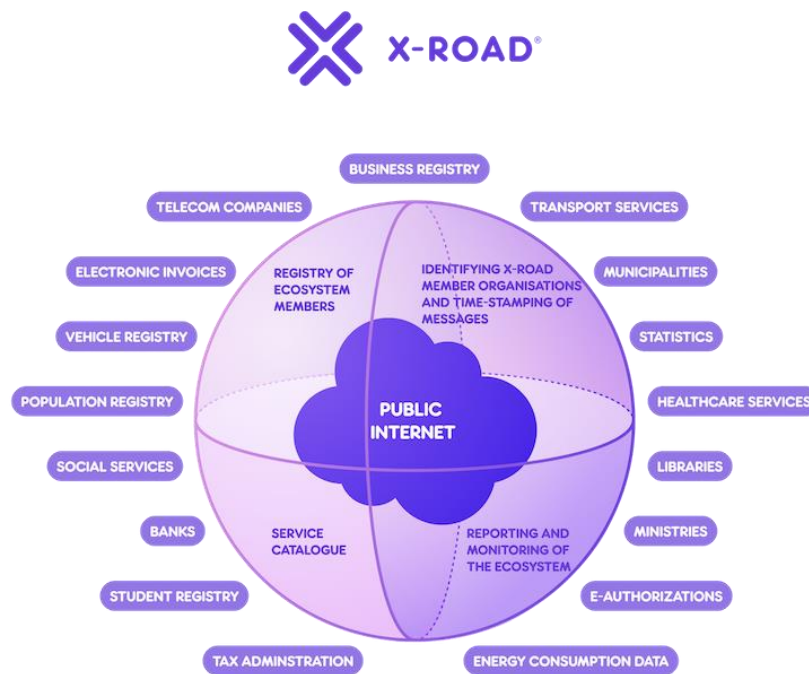 X-ROAD®
BUSINESS REGISTRY
TELECOM COMPANIES
TRANSPORT SERVICES
ELECTRONIC INVOICES
REGISTRY OF
ECOSYSTEM
MEMBERS
IDENTIFYING X-ROAD
MEMBER ORGANISATIONS
AND TIME-STAMPING OF
MESSAGES
MUNICIPALITIES
VEHICLE REGISTRY
STATISTICS
POPULATION REGISTRY
PUBLIC
INTERNET
HEALTHCARE SERVICES
SOCIAL SERVICES
LIBRARIES
BANKS
SERVICE
CATALOGUE
REPORTING AND
MONITORING OF
THE ECOSYSTEM
MINISTRIES
STUDENT REGISTRY
E-AUTHORIZATIONS
TAX ADMINSTRATION
ENERGY CONSUMPTION DATA